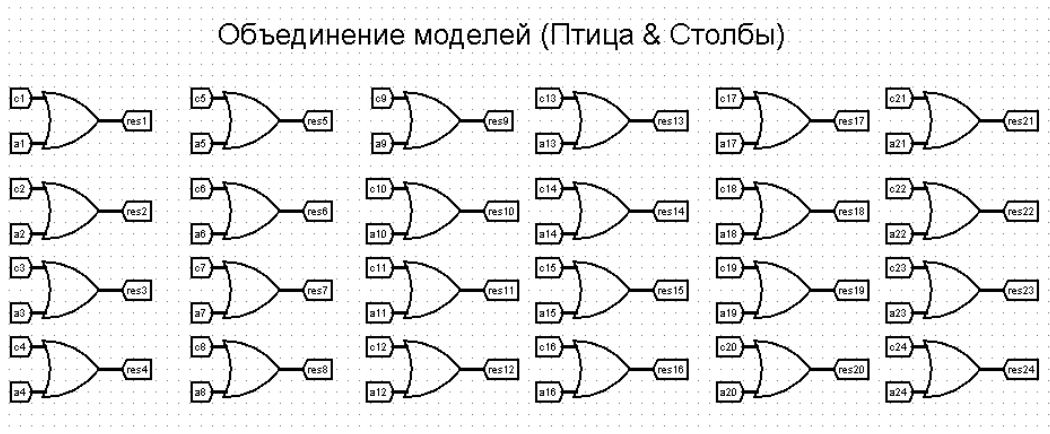 Объединение моделей (Птица & Столбы)
c1 c5 c9 c13 c17 c21
res1 res5 res9 res13 res17 res21
a1 a5 a9 a13 a17 a21
c2 c6 c10 c14 c18 c22
res2 res6 res10 res14 res18 res22
a2 a6 a10 a14 a18 a22
c3 c7 c11 c15 c19 c23
res3 res7 res11 res15 res19 res23
a3 a7 a11 a15 a19 a23
c4 c8 c12 c16 c20 c24
res4 res8 res12 res16 res20 res24
a4 a8 a12 a16 a20 a24